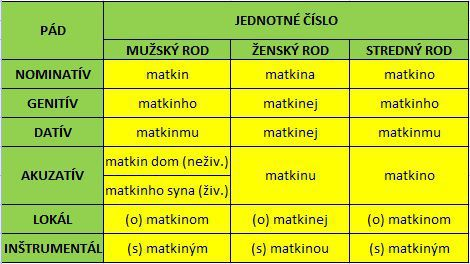 PÁD JEDNOTNÉ ČÍSLO
MUŽSKÝ ROD ŽENSKÝ ROD STREDNÝ ROD
NOMINATÍV matkin matkina matkino
GENITÍV matkinho matkinej matkinho
DATÍV matkinmu matkinej matkinmu
AKUZATÍV matkin dom (neživ.) matkinu matkino
matkinho syna (živ.)
LOKÁL (o) matkinom (o) matkinej (o) matkinom
INŠTRUMENTÁL (s) matkiným (s) matkinou (s) matkiným